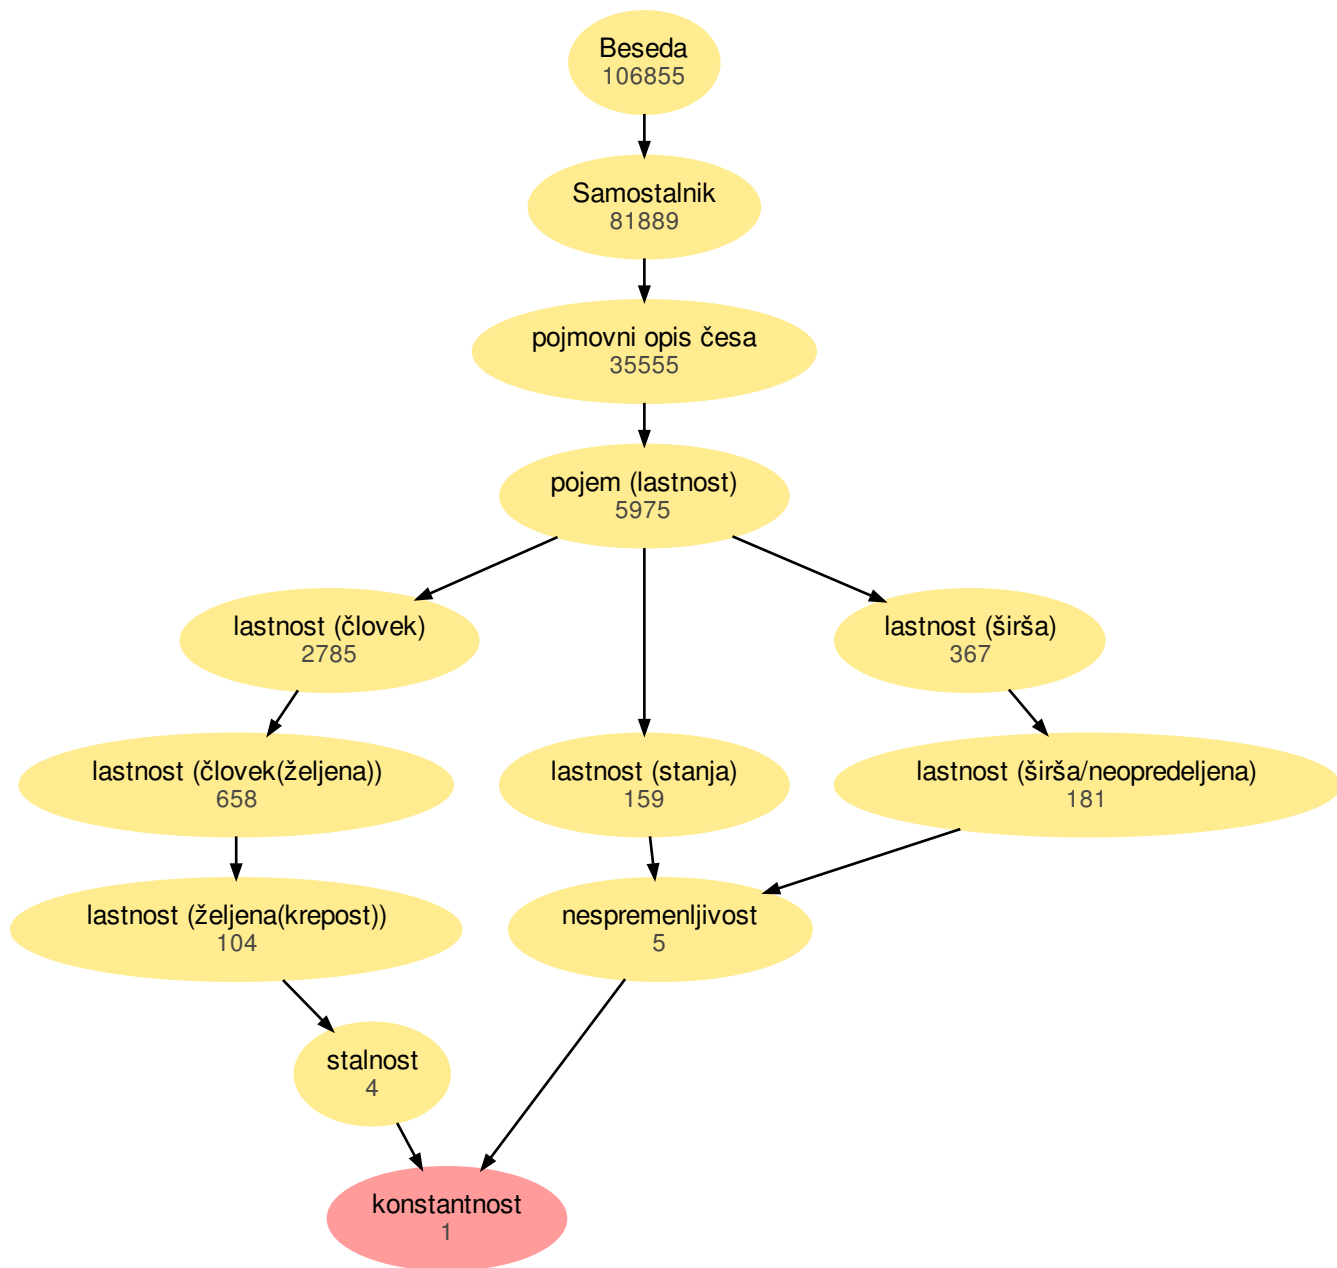 Beseda
106855
Samostalnik
81889
pojmovni opis česa
35555
pojem (lastnost)
5975
lastnost (človek)
2785
lastnost (širša)
367
lastnost (človek(željena))
658
lastnost (stanja)
159
lastnost (širša/neopredeljena)
181
lastnost (željena(krepost))
104
nespremenljivost
5
stalnost
4
konstantnost
1